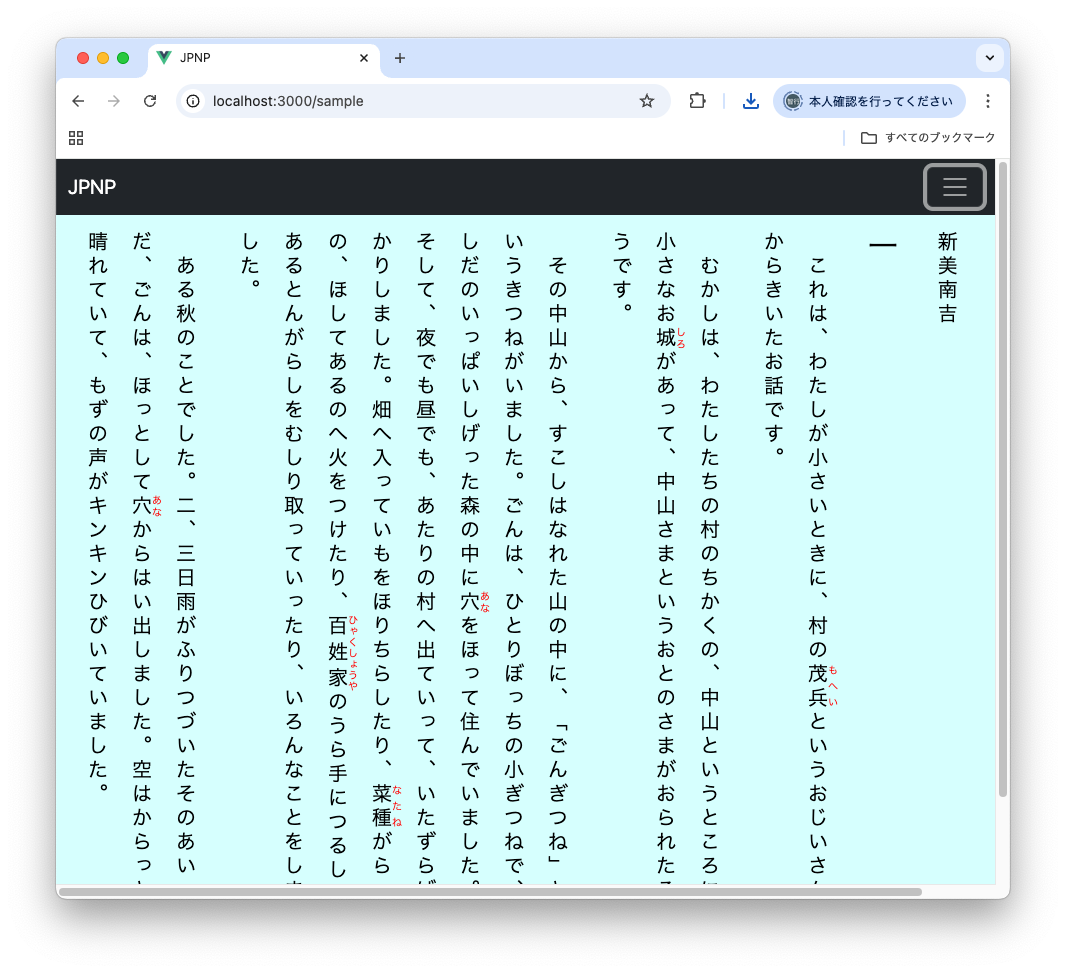 JPNP
localhost:3000/sample
本人確認を行ってください
すべてのブックマーク
JPNP
新美南吉
一
これは、わたしが小さいときに、村の茂兵もへいというおじいさん
からきいたお話です。
むかしは、わたしたちの村のちかくの、中山というところに
小さなお城しろがあって、中山さまというおとのさまがおられたそ
うです。
その中山から、すこしはなれた山の中に、「ごんぎつね」と
いうきつねがいました。ごんは、ひとりぼっちの小ぎつねで、
しだのいっぱいしげった森の中に穴あなをほって住んでいました。
そして、夜でも昼でも、あたりの村へ出ていって、いたずらば
かりしました。畑へ入っていもをほりちらしたり、菜種なたねがら
の、ほしてあるのへ火をつけたり、百姓家ひゃくしょうやのうら手につるし
あるとんがらしをむしり取っていったり、いろんなことをしま
した。
ある秋のことでした。二、三日雨がふりつづいたそのあい
だ、ごんは、ほっとして穴あなからはい出しました。空はからっと
晴れていて、もずの声がキンキンひびいていました。